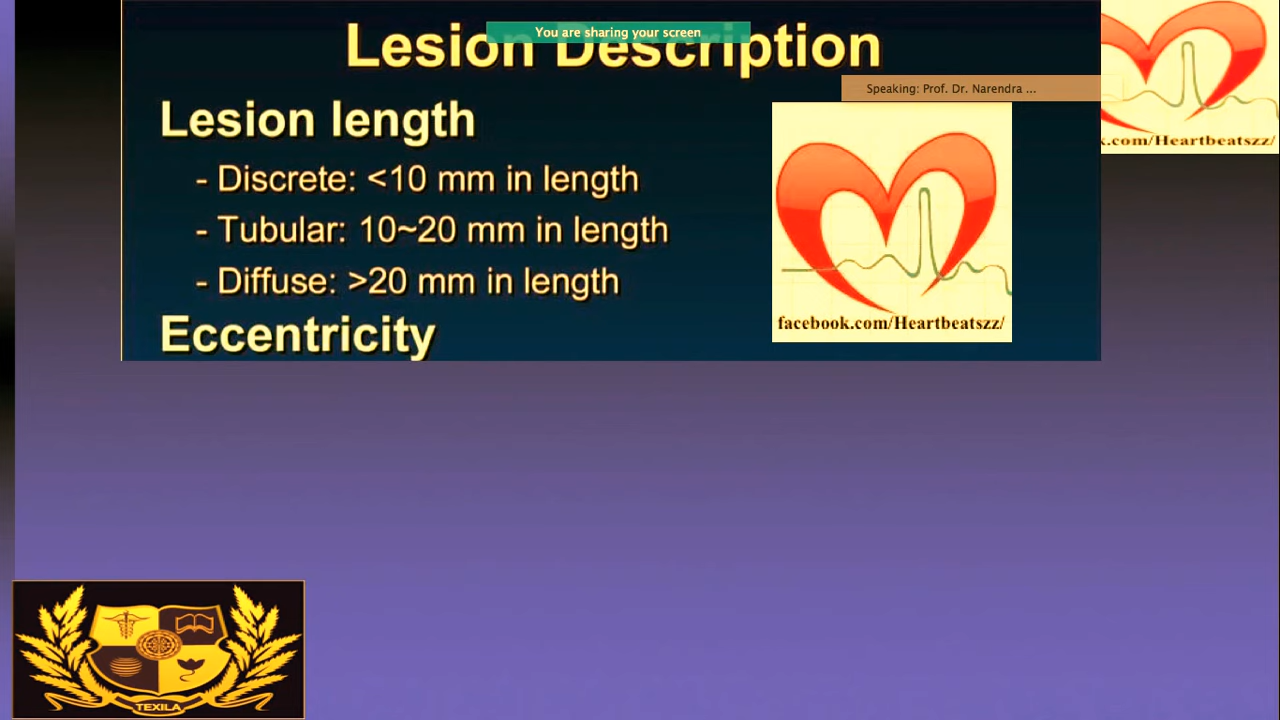 You are sharing your screen
Lesion Description
Speaking: Prof. Dr. Narendra ...
Lesion length
- Discrete: <10 mm in length
- Tubular: 10~20 mm in length
- Diffuse: >20 mm in length
Eccentricity
facebook.com/Heartbeatszz/
k.com/Heartbeatszz/
TEXILA